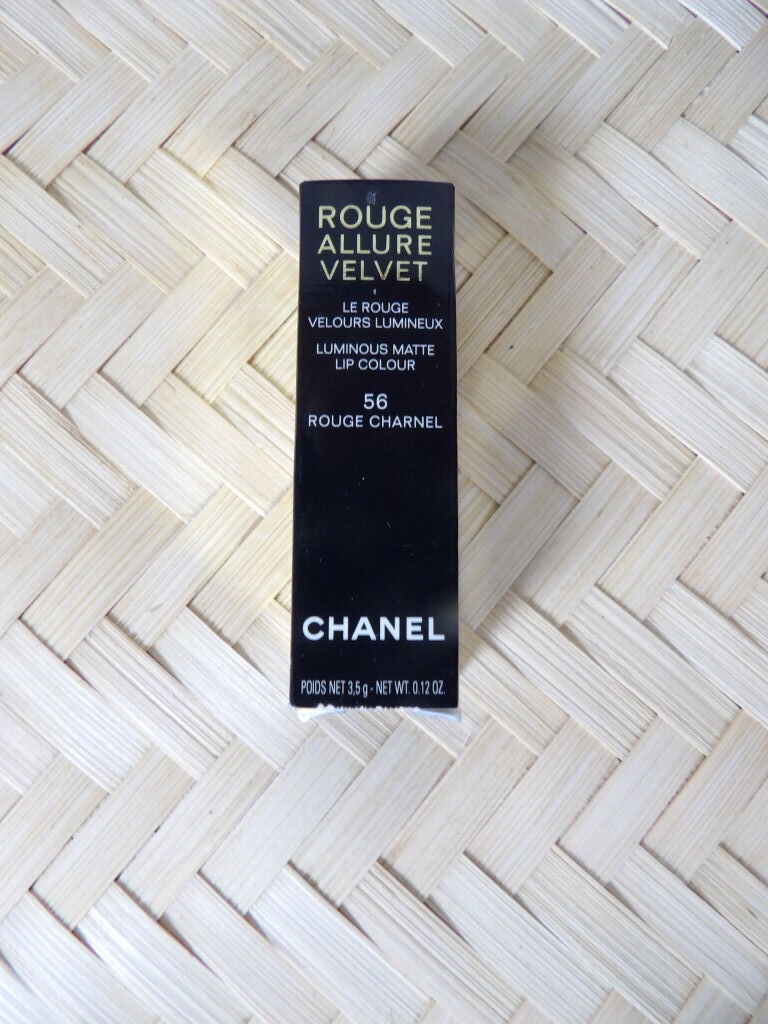 ROUGE
ALLURE
VELVET
LE ROUGE
VELOURS LUMINEUX
LUMINOUS MATTE
LIP COLOUR
56
ROUGE CHARNEL
CHANEL
POIDS NET 3,5 g - NET WT. 0.12 OZ.